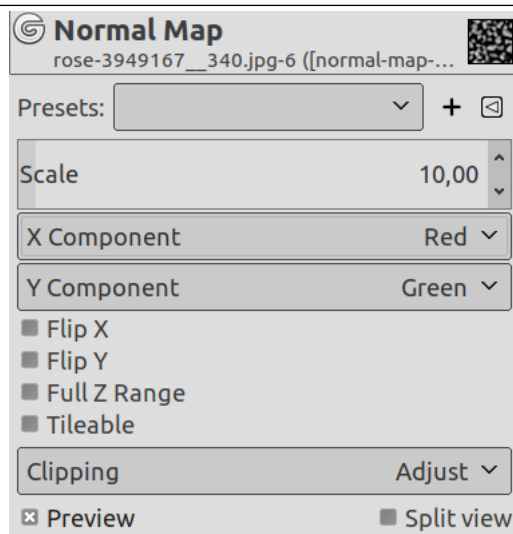 Normal Map
rose-3949167__340.jpg-6 ([normal-map-...
Presets:
Scale 10,00
X Component Red
Y Component Green
Flip X
Flip Y
Full Z Range
Tileable
Clipping Adjust
Preview Split view